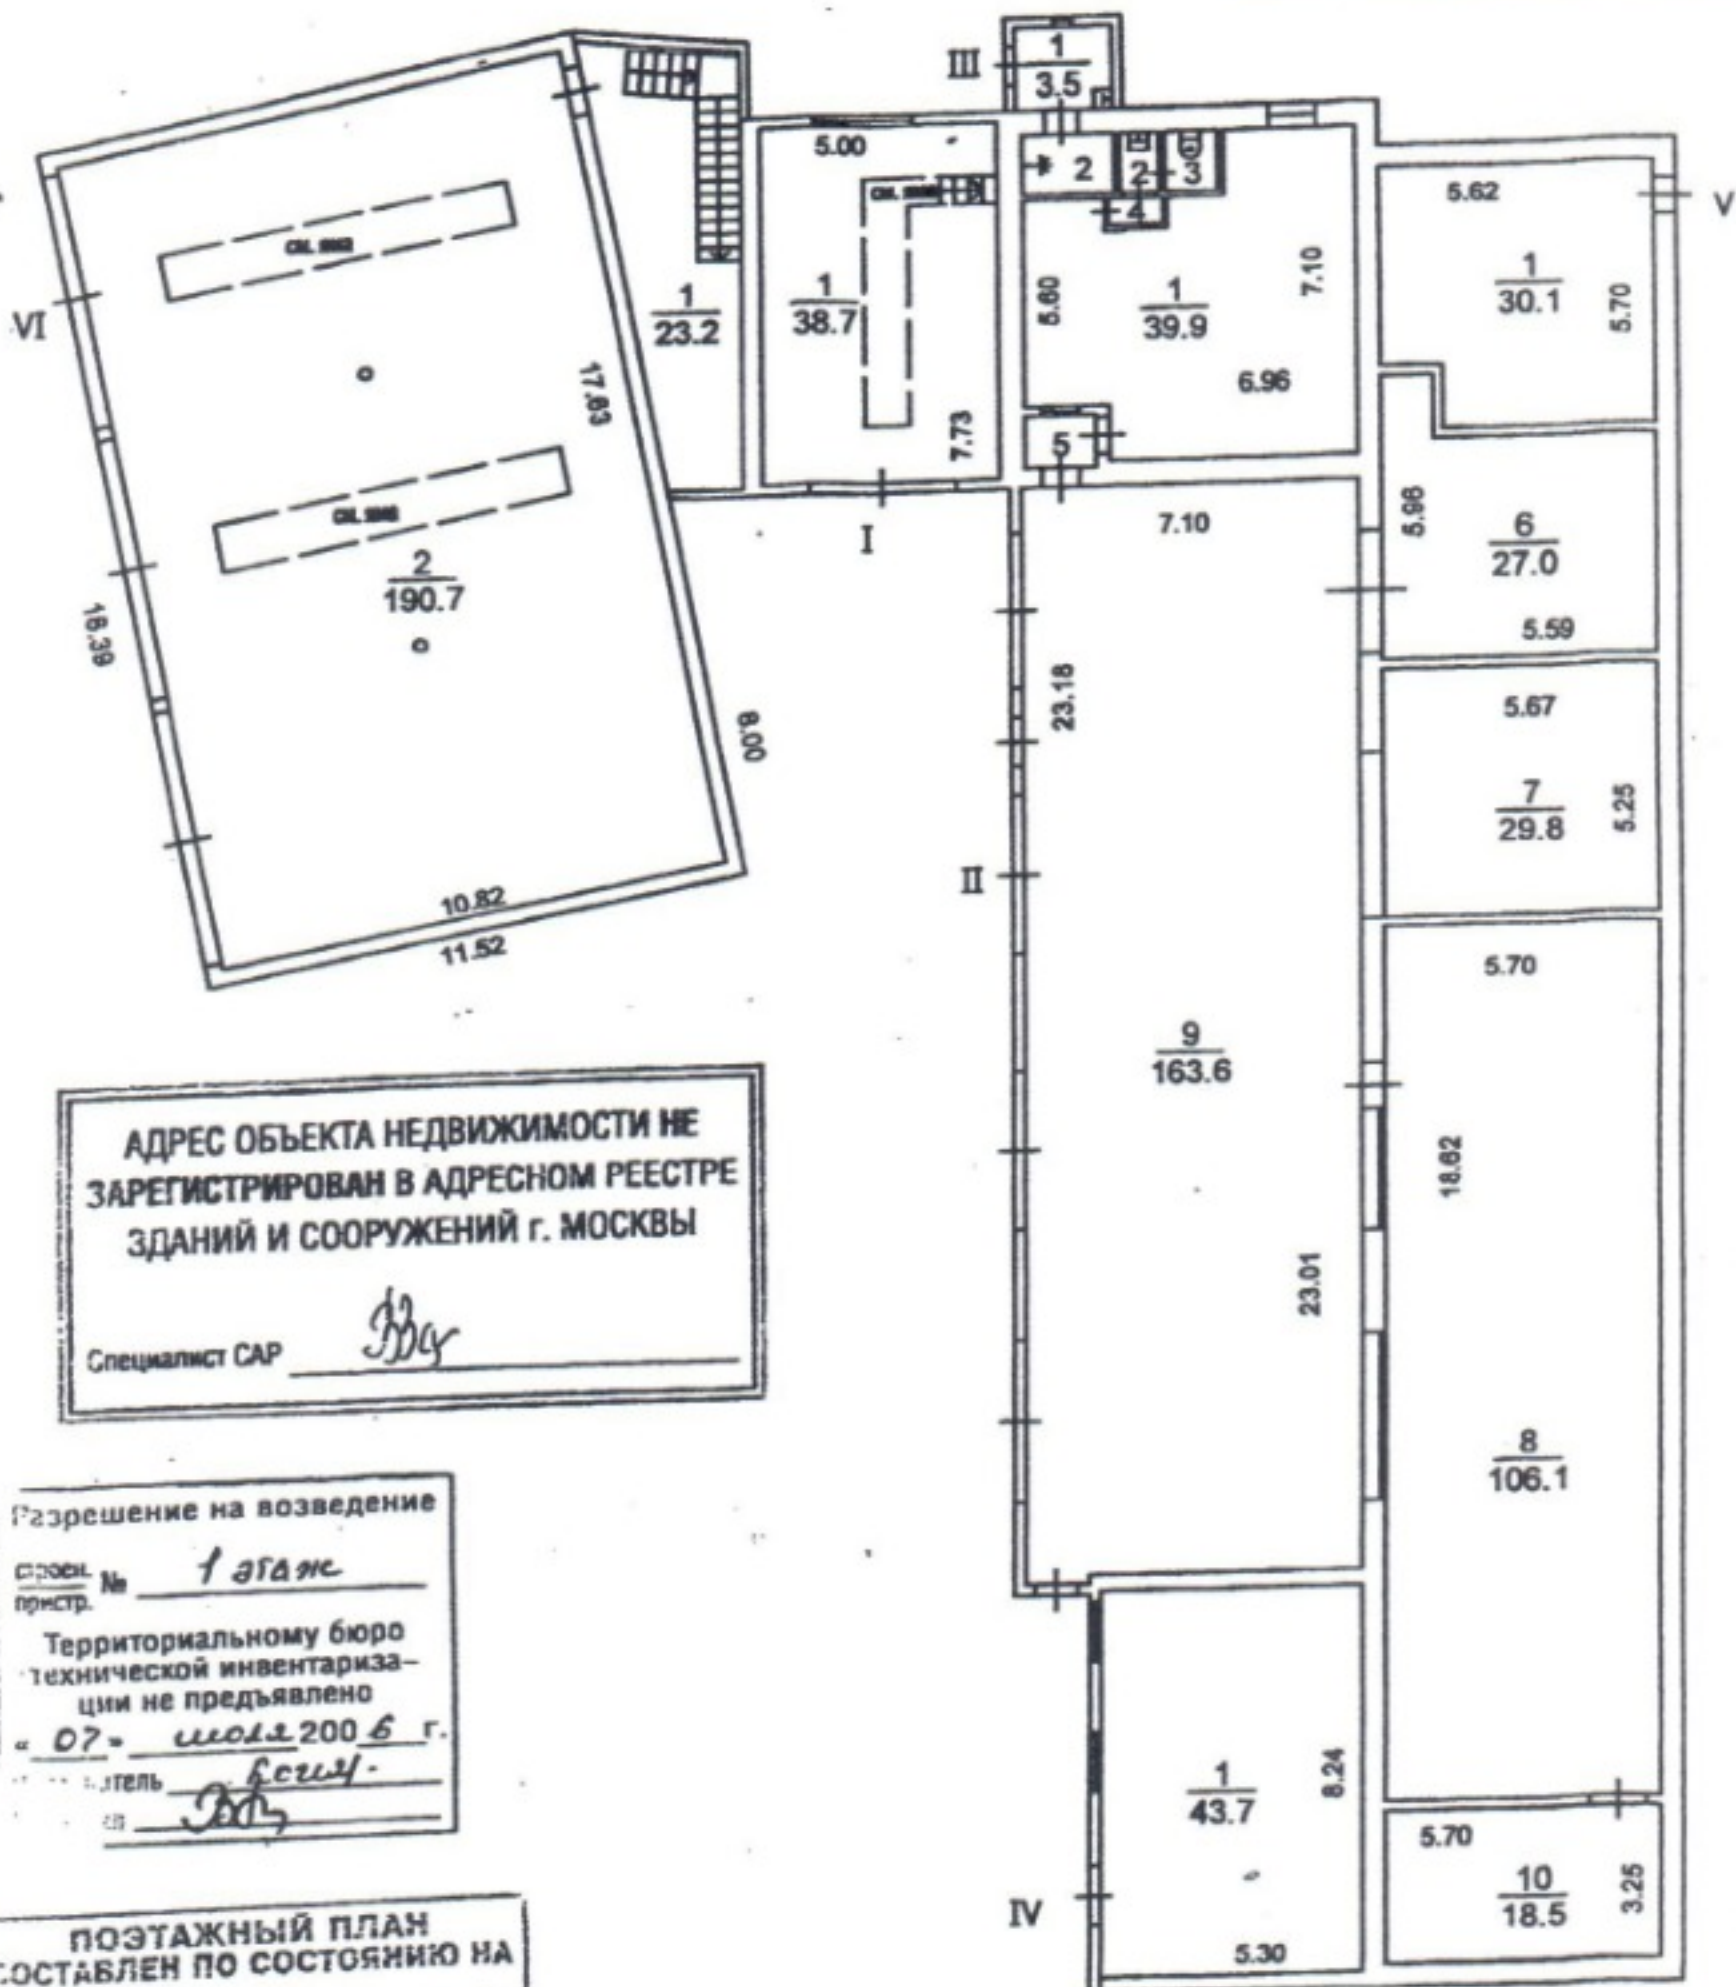 III
1
3.5
5.00
2
2
3
4
5.62
V
VI
1
23.2
1
38.7
5.60
1
39.9
7.10
6.96
1
30.1
5.70
17.63
7.73
5
I
7.10
5.96
6
27.0
5.59
2
190.7
23.18
8.00
5.67
7
29.8
5.25
II
10.82
11.52
5.70
9
163.6
18.62
23.01
8
106.1
1
43.7
8.24
IV
5.30
5.70
10
18.5
3.25
АДРЕС ОБЪЕКТА НЕДВИЖИМОСТИ НЕ
ЗАРЕГИСТРИРОВАН В АДРЕСНОМ РЕЕСТРЕ
ЗДАНИЙ И СООРУЖЕНИЙ г. МОСКВЫ
Специалист САР
Разрешение на возведение
строен. № 1 этаж
пристр.
Территориальному бюро
технической инвентариза-
ции не предъявлено
« 07 » июля 2006 г.
ПОЭТАЖНЫЙ ПЛАН
СОСТАВЛЕН ПО СОСТОЯНИЮ НА